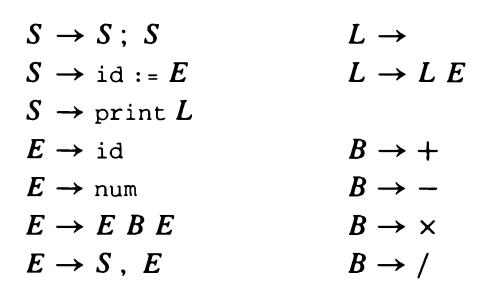 S → S ; S
L →
S → id := E
L → L E
S → print L
E → id
B → +
E → num
B → −
E → E B E
B → ×
E → S , E
B → /